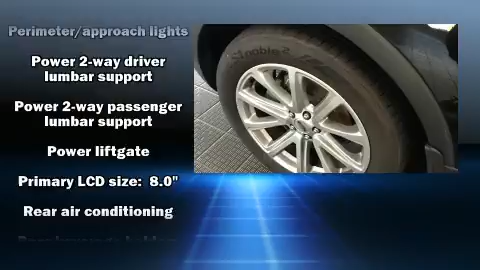 Perimeter/approach lights
Power 2-way driver
lumbar support
Power 2-way passenger
lumbar support
Power liftgate
Primary LCD size: 8.0"
Rear air conditioning